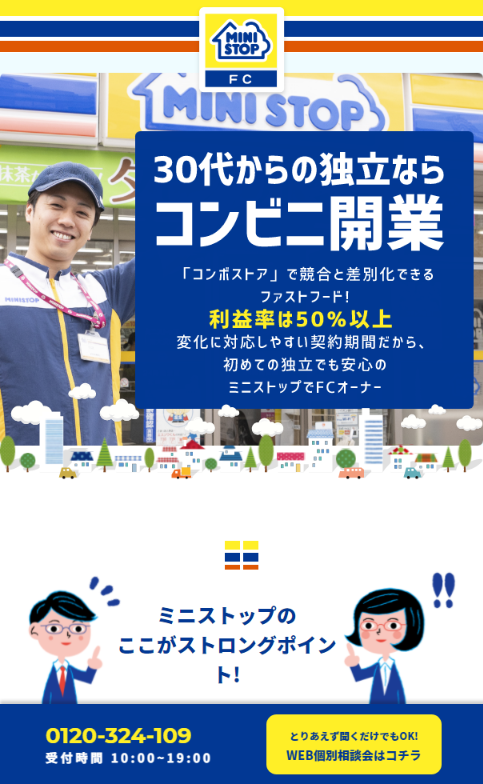 MINI
STOP
FC
MINI STOP
抹茶
30代からの独立なら
コンビニ開業
「コンボストア」で競合と差別化できる
ファストフード!
利益率は50%以上
変化に対応しやすい契約期間だから、
初めての独立でも安心の
ミニストップでFCオーナー
MINISTOP
ミニストップの
ここがストロングポイン
ト!
0120-324-109
受付時間 10:00~19:00
とりあえず聞くだけでもOK!
WEB個別相談会はコチラ